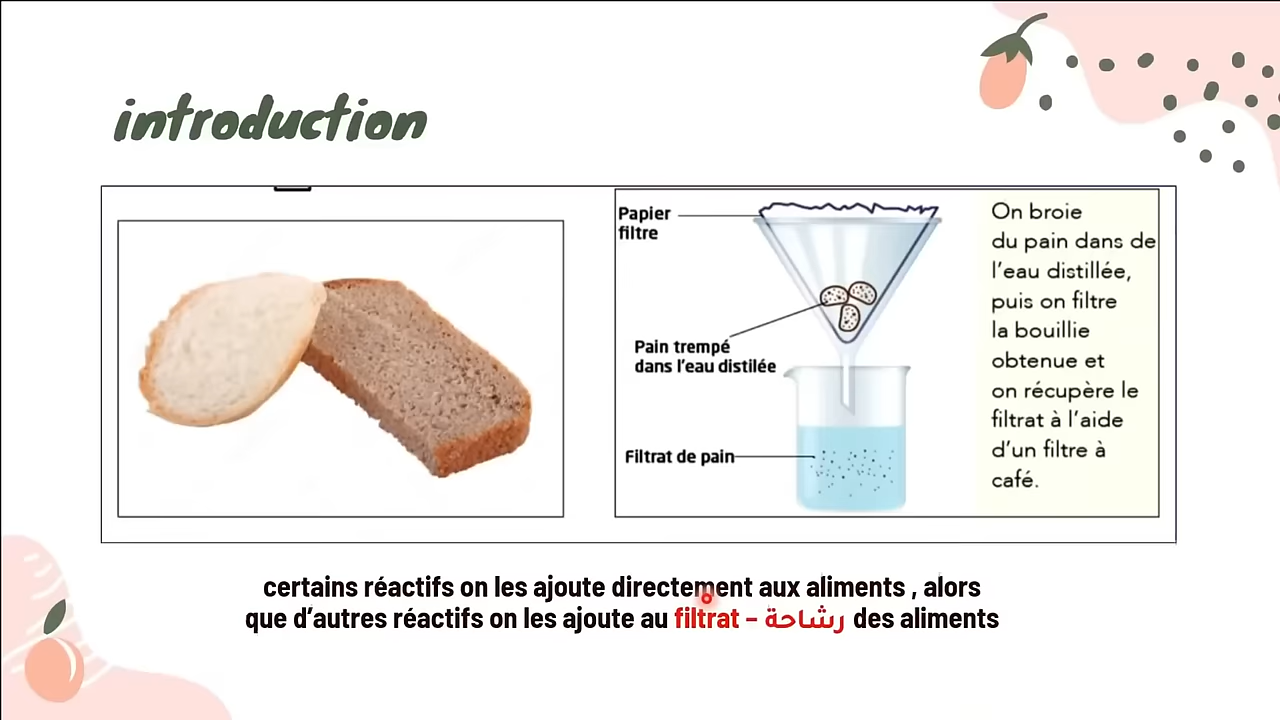 introduction
Papier
filtre
Pain trempé
dans l'eau distilée
Filtrat de pain
On broie
du pain dans de
l'eau distillée,
puis on filtre
la bouillie
obtenue et
on récupère le
filtrat à l'aide
d'un filtre à
café.
certains réactifs on les ajoute directement aux aliments , alors
que d'autres réactifs on les ajoute au filtrat - رشاحة des aliments